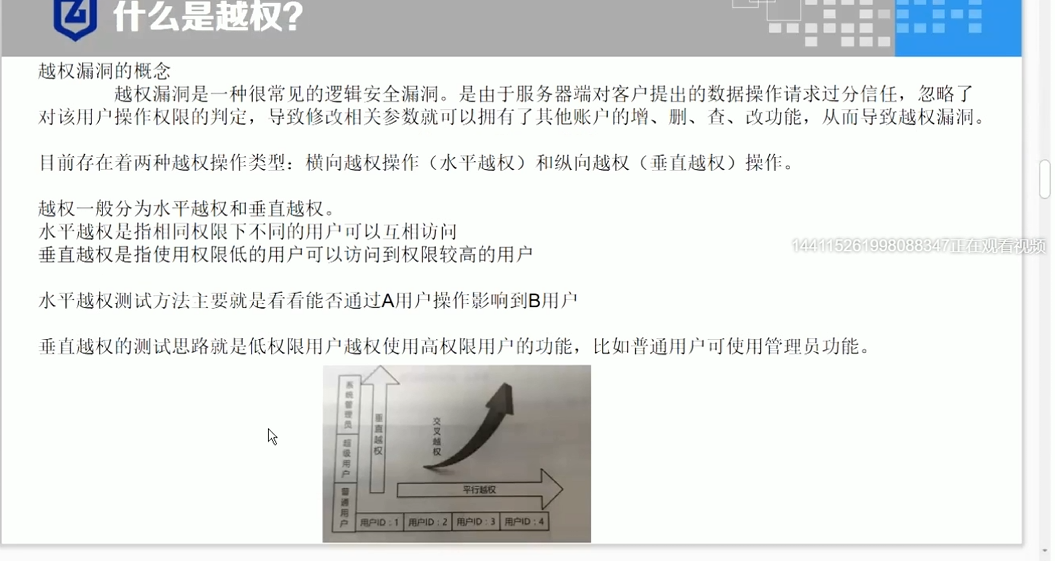 什么是越权？
越权漏洞的概念
越权漏洞是一种很常见的逻辑安全漏洞。是由于服务器端对客户提出的数据操作请求过分信任，忽略了
对该用户操作权限的判定，导致修改相关参数就可以拥有了其他账户的增、删、查、改功能，从而导致越权漏洞。
目前存在着两种越权操作类型：横向越权操作（水平越权）和纵向越权（垂直越权）操作。
越权一般分为水平越权和垂直越权。
水平越权是指相同权限下不同的用户可以互相访问
垂直越权是指使用权限低的用户可以访问到权限较高的用户
1441152619980883​47正在观看视频
水平越权测试方法主要就是看看能否通过A用户操作影响到B用户
垂直越权的测试思路就是低权限用户越权使用高权限用户的功能，比如普通用户可使用管理员功能。
系统管理员
超级用户
普通用户
垂直越权
交叉越权
平行越权
用户ID：1 用户ID：2 用户ID：3 用户ID：4